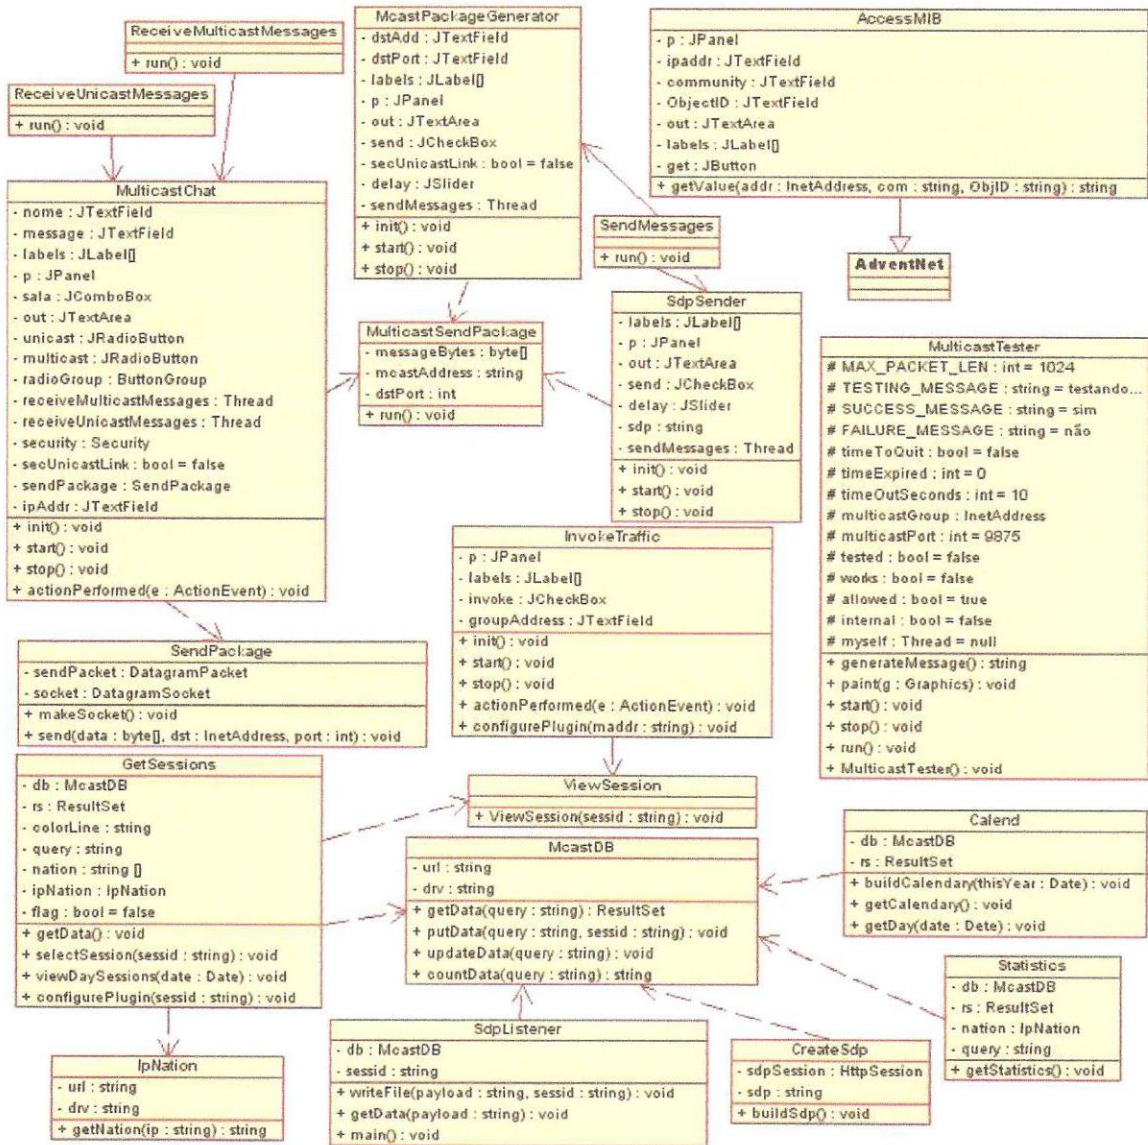 ReceiveMulticastMessages
+ run() : void
ReceiveUnicastMessages
+ run() : void
MulticastChat
- nome : JTextField
- message : JTextField
- labels : JLabel[]
- p : JPanel
- sala : JComboBox
- out : JTextArea
- unicast : JRadioButton
- multicast : JRadioButton
- radioGroup : ButtonGroup
- receiveMulticastMessages : Thread
- receiveUnicastMessages : Thread
- security : Security
- secUnicastLink : bool = false
- sendPackage : SendPackage
- ipAddr : JTextField
+ init() : void
+ start() : void
+ stop() : void
+ actionPerformed(e : ActionEvent) : void
McastPackageGenerator
- dstAdd : JTextField
- dstPort : JTextField
- labels : JLabel[]
- p : JPanel
- out : JTextArea
- send : JCheckBox
- secUnicastLink : bool = false
- delay : JSlider
- sendMessages : Thread
+ init() : void
+ start() : void
+ stop() : void
AccessMIB
- p : JPanel
- ipaddr : JTextField
- community : JTextField
- ObjectID : JTextField
- out : JTextArea
- labels : JLabel[]
- get : JButton
+ getValue(addr : InetAddress, com : string, ObjID : string) : string
SendMessages
+ run() : void
AdventNet
MulticastSendPackage
- messageBytes : byte[]
- mcastAddress : string
- dstPort : int
+ run() : void
SdpSender
- labels : JLabel[]
- p : JPanel
- out : JTextArea
- send : JCheckBox
- delay : JSlider
- sdp : string
- sendMessages : Thread
+ init() : void
+ start() : void
+ stop() : void
MulticastTester
# MAX_PACKET_LEN : int = 1024
# TESTING_MESSAGE : string = testando...
# SUCCESS_MESSAGE : string = sim
# FAILURE_MESSAGE : string = não
# timeToQuit : bool = false
# timeExpired : int = 0
# timeOutSeconds : int = 10
# multicastGroup : InetAddress
# multicastPort : int = 9875
# tested : bool = false
# works : bool = false
# allowed : bool = true
# internal : bool = false
# myself : Thread = null
+ generateMessage() : string
+ paint(g : Graphics) : void
+ start() : void
+ stop() : void
+ run() : void
+ MulticastTester() : void
InvokeTraffic
- p : JPanel
- labels : JLabel[]
- invoke : JCheckBox
- groupAddress : JTextField
+ init() : void
+ start() : void
+ stop() : void
+ actionPerformed(e : ActionEvent) : void
+ configurePlugin(maddr : string) : void
SendPackage
- sendPacket : DatagramPacket
- socket : DatagramSocket
+ makeSocket() : void
+ send(data : byte[], dst : InetAddress, port : int) : void
GetSessions
- db : McastDB
- rs : ResultSet
- colorLine : string
- query : string
- nation : string []
- ipNation : IpNation
- flag : bool = false
+ getData() : void
+ selectSession(sessid : string) : void
+ viewDaySessions(date : Date) : void
+ configurePlugin(sessid : string) : void
ViewSession
+ ViewSession(sessid : string) : void
McastDB
- url : string
- drv : string
+ getData(query : string) : ResultSet
+ putData(query : string, sessid : string) : void
+ updateData(query : string) : void
+ countData(query : string) : string
Calend
- db : McastDB
- rs : ResultSet
+ buildCalendary(thisYear : Date) : void
+ getCalendary() : void
+ getDay(date : Dete) : void
Statistics
- db : McastDB
- rs : ResultSet
- nation : IpNation
- query : string
+ getStatistics() : void
IpNation
- url : string
- drv : string
+ getNation(ip : string) : string
SdpListener
- db : McastDB
- sessid : string
+ writeFile(payload : string, sessid : string) : void
+ getData(payload : string) : void
+ main() : void
CreateSdp
- sdpSession : HttpSession
- sdp : string
+ buildSdp() : void